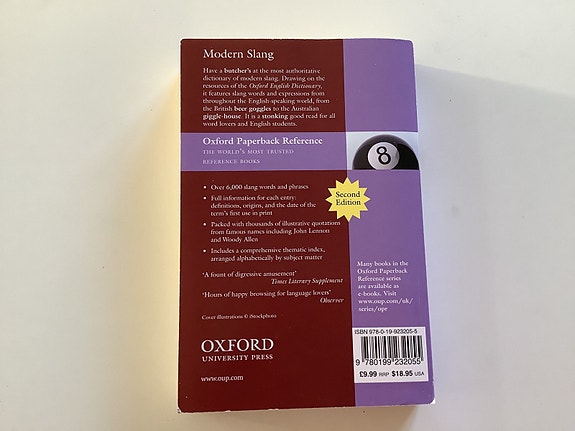 Modern Slang
Have a butcher's at the most authoritative
dictionary of modern slang. Drawing on the
resources of the Oxford English Dictionary,
it features slang words and expressions from
throughout the English-speaking world, from
the British beer goggles to the Australian
giggle-house. It is a stonking good read for all
word lovers and English students.
Oxford Paperback Reference
THE WORLD'S MOST TRUSTED
REFERENCE BOOKS
8
• Over 6,000 slang words and phrases
• Full information for each entry:
definitions, origins, and the date of the
term's first use in print
• Packed with thousands of illustrative quotations
from famous names including John Lennon
and Woody Allen
• Includes a comprehensive thematic index,
arranged alphabetically by subject matter
Second
Edition
'A fount of digressive amusement'
Times Literary Supplement
'Hours of happy browsing for language lovers'
Observer
Cover illustrations © iStockphoto
Many books in the
Oxford Paperback
Reference series
are available as
e-books. Visit
www.oup.com/uk/
series/opr
OXFORD
UNIVERSITY PRESS
www.oup.com
ISBN 978-0-19-923205-5
9 780199 232055
£9.99 RRP $18.95 USA